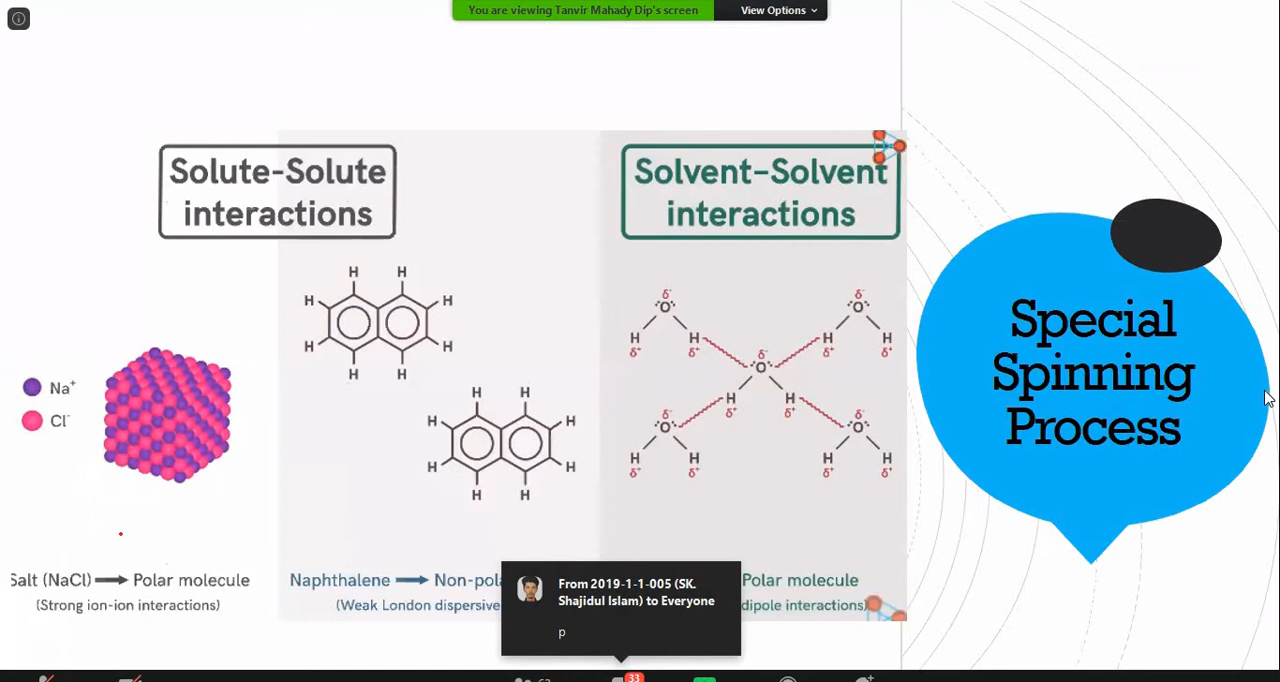 You are viewing Tanvir Mahady Dip's screen
View Options
Solute-Solute
interactions
Solvent–Solvent
interactions
H H
H H
H H
H H
H H
H H
H H
H H
Na⁺
Cl⁻
δ⁻ δ⁻
O O
H H H H
δ⁺ δ⁺ δ⁺ δ⁺
δ⁻
O
H H
δ⁺ δ⁺
δ⁻ δ⁻
O O
H H H H
δ⁺ δ⁺ δ⁺ δ⁺
Special
Spinning
Process
Salt (NaCl) → Polar molecule
(Strong ion-ion interactions)
Naphthalene → Non-pola
(Weak London dispersive
Polar molecule
dipole interactions)
From 2019-1-1-005 (SK.
Shajidul Islam) to Everyone
p
33